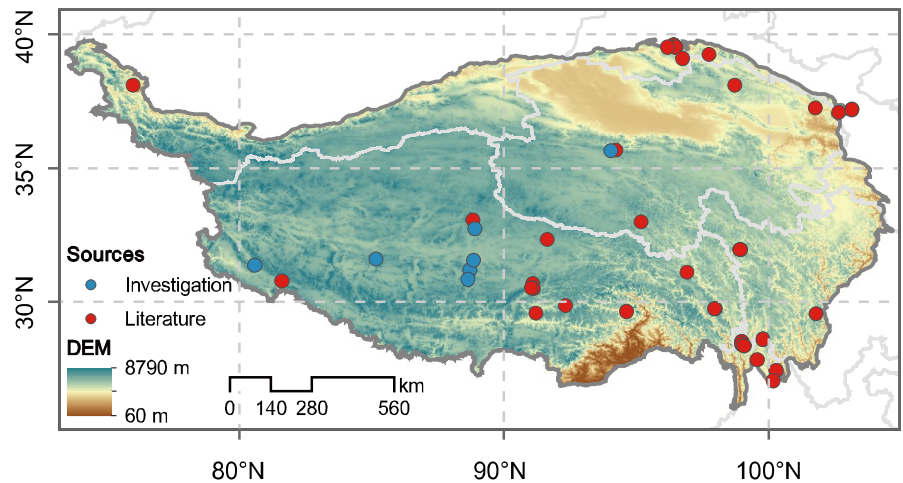 40°N
35°N
30°N
Sources
Investigation
Literature
DEM
8790 m
60 m
km
0 140 280 560
80°N 90°N 100°N